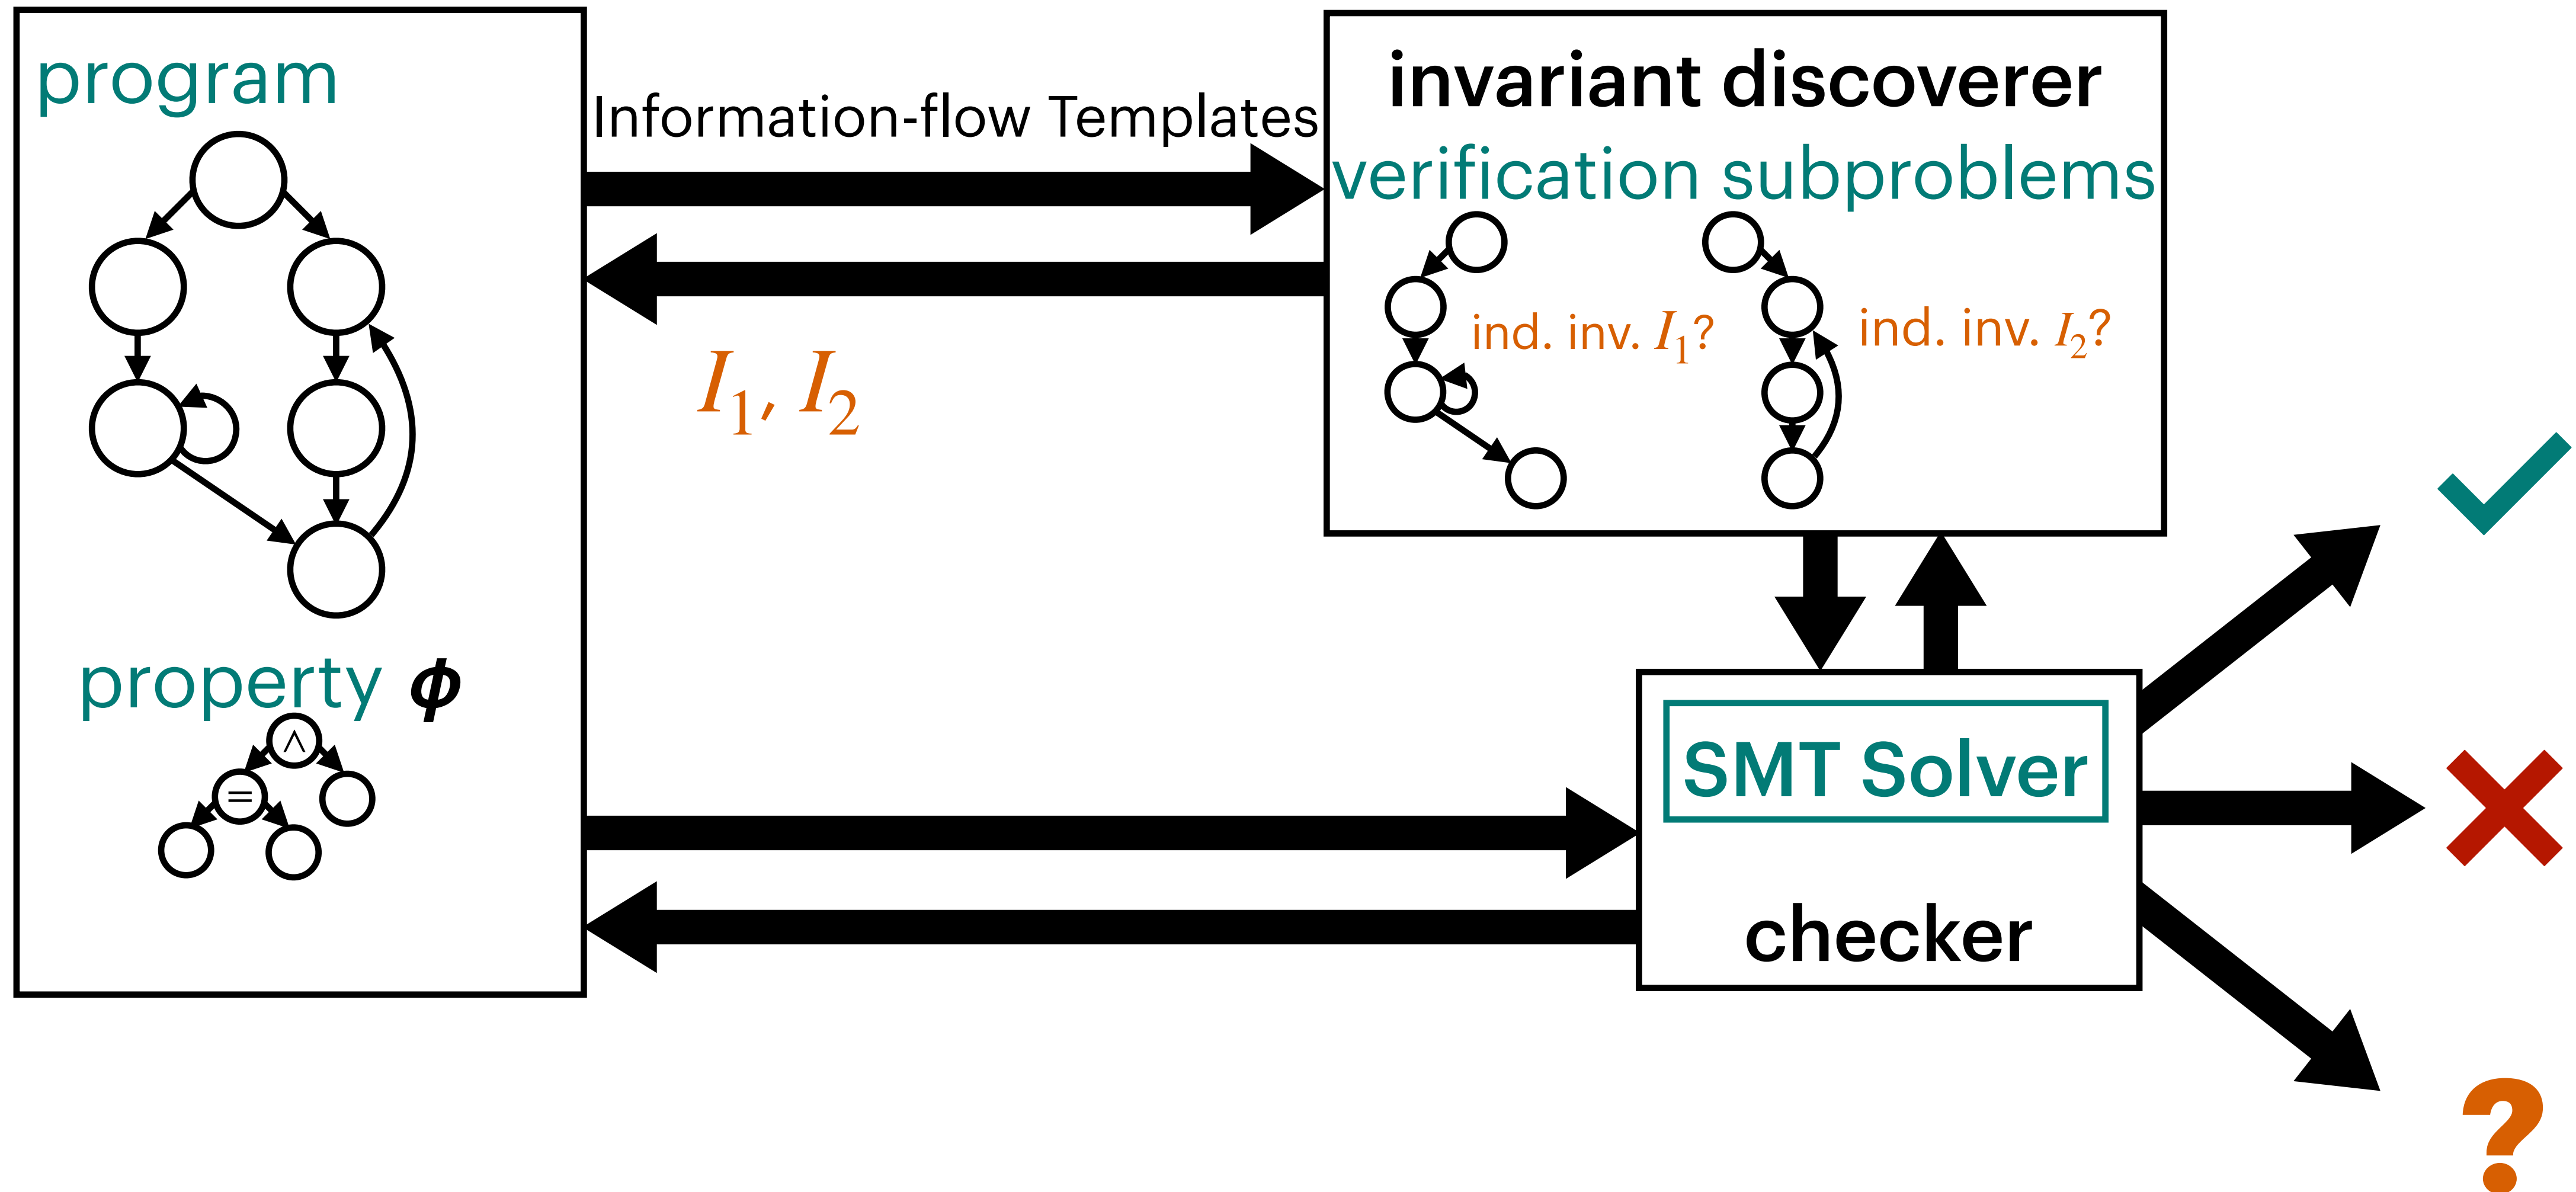 program
property ϕ
∧
=
Information-flow Templates
I₁, I₂
invariant discoverer
verification subproblems
ind. inv. I₁?
ind. inv. I₂?
SMT Solver
checker
?